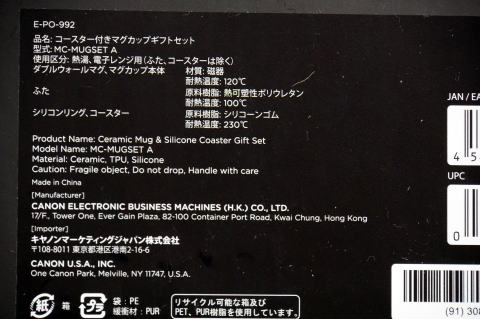 E-PO-992
品名: コースター付きマグカップギフトセット
型式: MC-MUGSET A
使用区分: 熱湯、電子レンジ用(ふた、コースターは除く)
ダブルウォールマグ、マグカップ本体 材質: 磁器
耐熱温度: 120℃
ふた 原料樹脂: 熱可塑性ポリウレタン
耐熱温度: 100℃
シリコンリング、コースター 原料樹脂: シリコーンゴム
耐熱温度: 230℃
Product Name: Ceramic Mug & Silicone Coaster Gift Set
Model Name: MC-MUGSET A
Material: Ceramic, TPU, Silicone
Caution: Fragile object, Do not drop, Handle with care
Made in China
[Manufacturer]
CANON ELECTRONIC BUSINESS MACHINES (H.K.) CO., LTD.
17/F., Tower One, Ever Gain Plaza, 82-100 Container Port Road, Kwai Chung, Hong Kong
[Importer]
キヤノンマーケティングジャパン株式会社
〒108-8011 東京都港区港南2-16-6
CANON U.S.A., INC.
One Canon Park, Melville, NY 11747, U.S.A.
紙 箱 プラ 袋: PE
緩衝材: PUR
リサイクル可能な箱及び
PET、PUR樹脂を使用しています。
JAN / EA
4 5
UPC
0
(91) 308